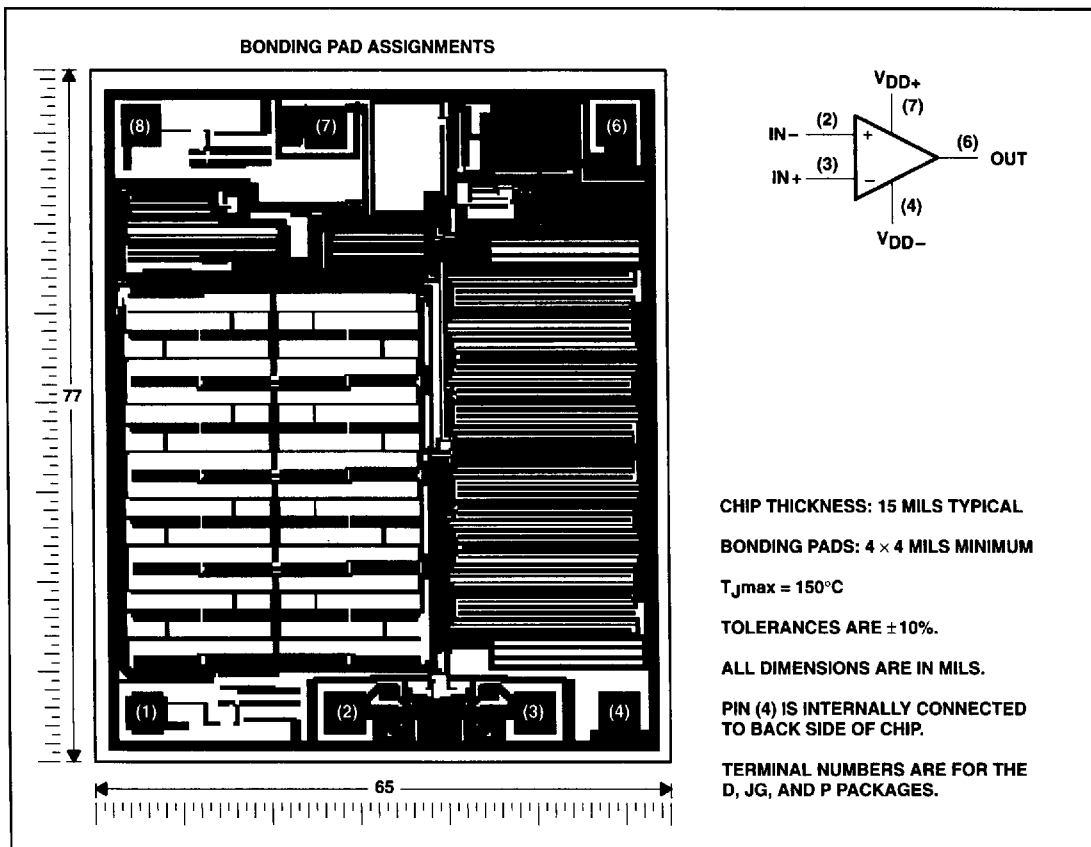 BONDING PAD ASSIGNMENTS
(8)
(7)
(6)
77
(1)
(2)
(3)
(4)
65
VDD+
(7)
(2)
IN−
+
(6)
OUT
(3)
IN+
−
(4)
VDD−
CHIP THICKNESS: 15 MILS TYPICAL
BONDING PADS: 4 × 4 MILS MINIMUM
TJmax = 150°C
TOLERANCES ARE ±10%.
ALL DIMENSIONS ARE IN MILS.
PIN (4) IS INTERNALLY CONNECTED
TO BACK SIDE OF CHIP.
TERMINAL NUMBERS ARE FOR THE
D, JG, AND P PACKAGES.